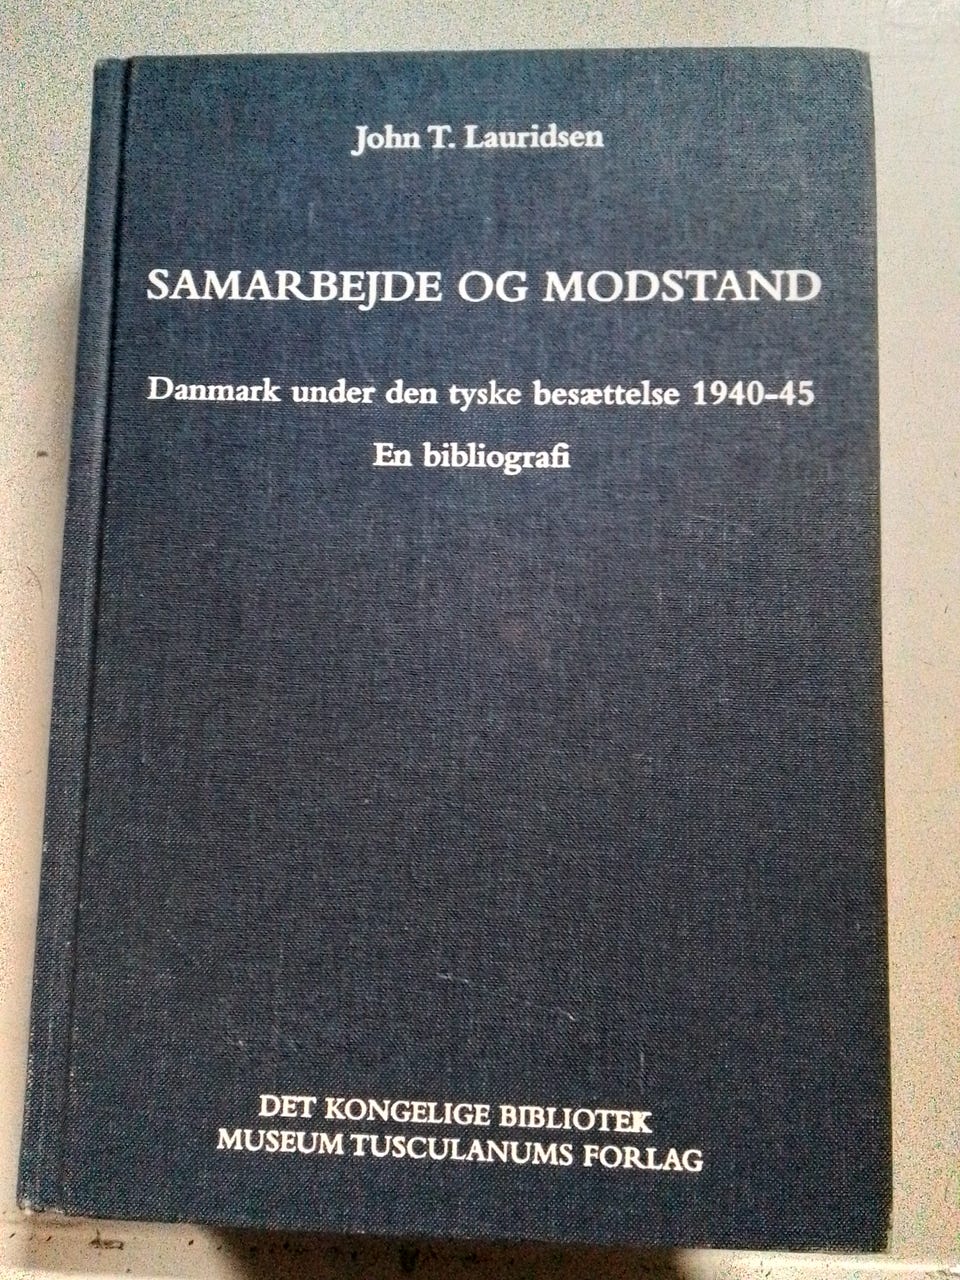 John T. Lauridsen
SAMARBEJDE OG MODSTAND
Danmark under den tyske besættelse 1940-45
En bibliografi
DET KONGELIGE BIBLIOTEK
MUSEUM TUSCULANUMS FORLAG